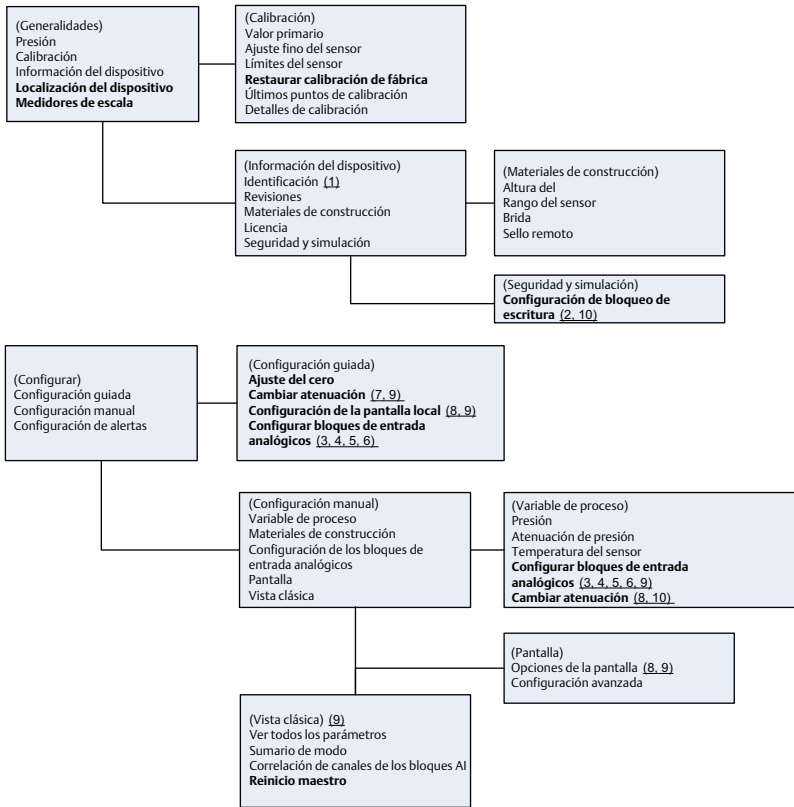 (Generalidades)
Presión
Calibración
Información del dispositivo
Localización del dispositivo
Medidores de escala
(Calibración)
Valor primario
Ajuste fino del sensor
Límites del sensor
Restaurar calibración de fábrica
Últimos puntos de calibración
Detalles de calibración
(Información del dispositivo)
Identificación (1)
Revisiones
Materiales de construcción
Licencia
Seguridad y simulación
(Materiales de construcción)
Altura del
Rango del sensor
Brida
Sello remoto
(Seguridad y simulación)
Configuración de bloqueo de
escritura (2, 10)
(Configurar)
Configuración guiada
Configuración manual
Configuración de alertas
(Configuración guiada)
Ajuste del cero
Cambiar atenuación (7, 9)
Configuración de la pantalla local (8, 9)
Configurar bloques de entrada
analógicos (3, 4, 5, 6)
(Configuración manual)
Variable de proceso
Materiales de construcción
Configuración de los bloques de
entrada analógicos
Pantalla
Vista clásica
(Variable de proceso)
Presión
Atenuación de presión
Temperatura del sensor
Configurar bloques de entrada
analógicos (3, 4, 5, 6, 9)
Cambiar atenuación (8, 10)
(Pantalla)
Opciones de la pantalla (8, 9)
Configuración avanzada
(Vista clásica) (9)
Ver todos los parámetros
Sumario de modo
Correlación de canales de los bloques AI
Reinicio maestro